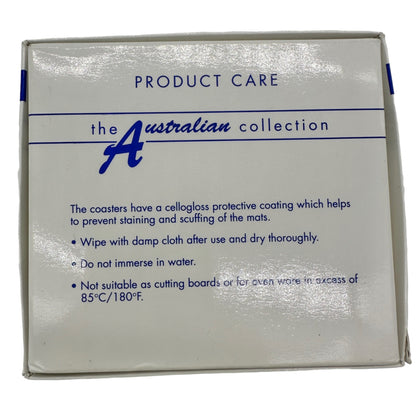 PRODUCT CARE
the Australian collection
The coasters have a cellogloss protective coating which helps
to prevent staining and scuffing of the mats.
• Wipe with damp cloth after use and dry thoroughly.
• Do not immerse in water.
• Not suitable as cutting boards or for oven ware in excess of
85°C/180°F.